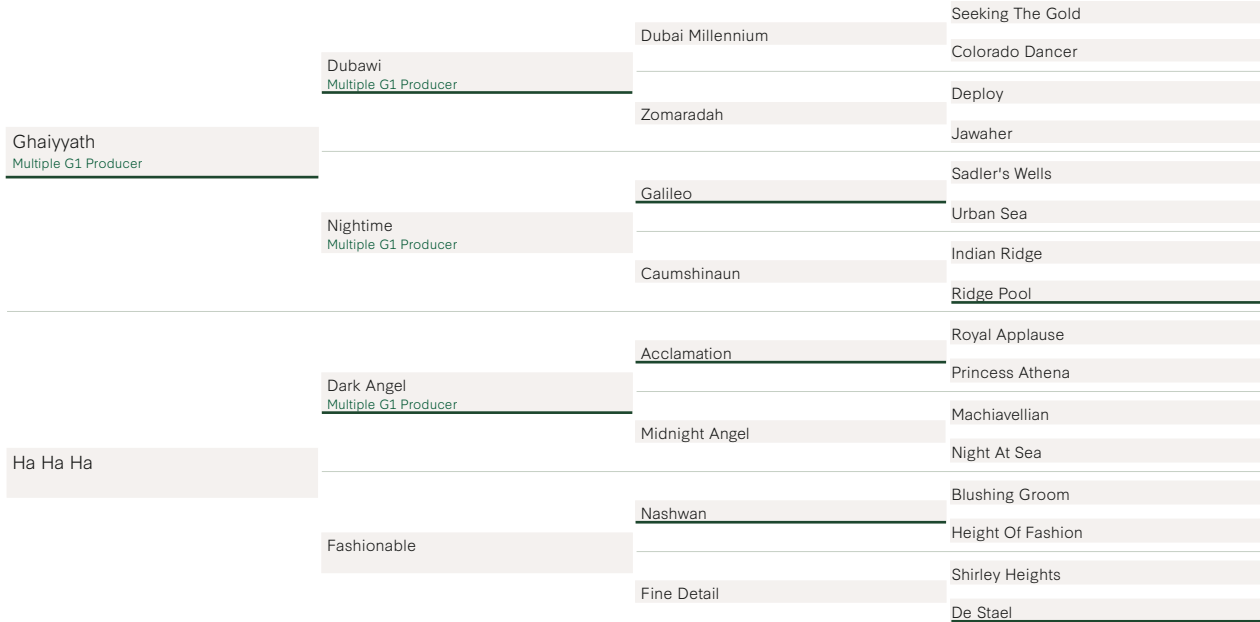 Ghaiyyath
Multiple G1 Producer
Dubawi
Multiple G1 Producer
Dubai Millennium
Seeking The Gold
Colorado Dancer
Zomaradah
Deploy
Jawaher
Nightime
Multiple G1 Producer
Galileo
Sadler's Wells
Urban Sea
Caumshinaun
Indian Ridge
Ridge Pool
Ha Ha Ha
Dark Angel
Multiple G1 Producer
Acclamation
Royal Applause
Princess Athena
Midnight Angel
Machiavellian
Night At Sea
Fashionable
Nashwan
Blushing Groom
Height Of Fashion
Fine Detail
Shirley Heights
De Stael